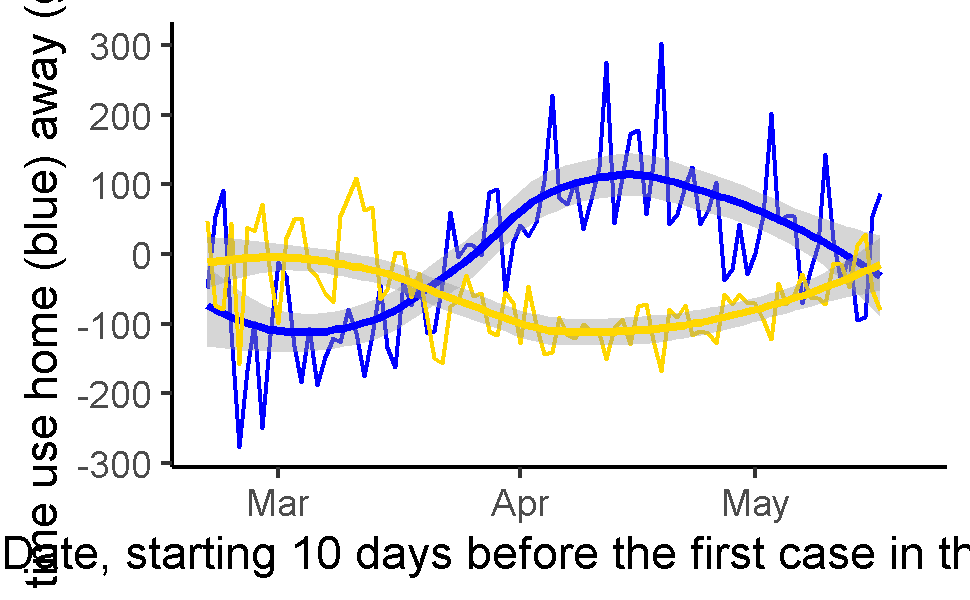 time use home (blue) away (
300
200
100
0
-100
-200
-300
Mar Apr May
Date, starting 10 days before the first case in th